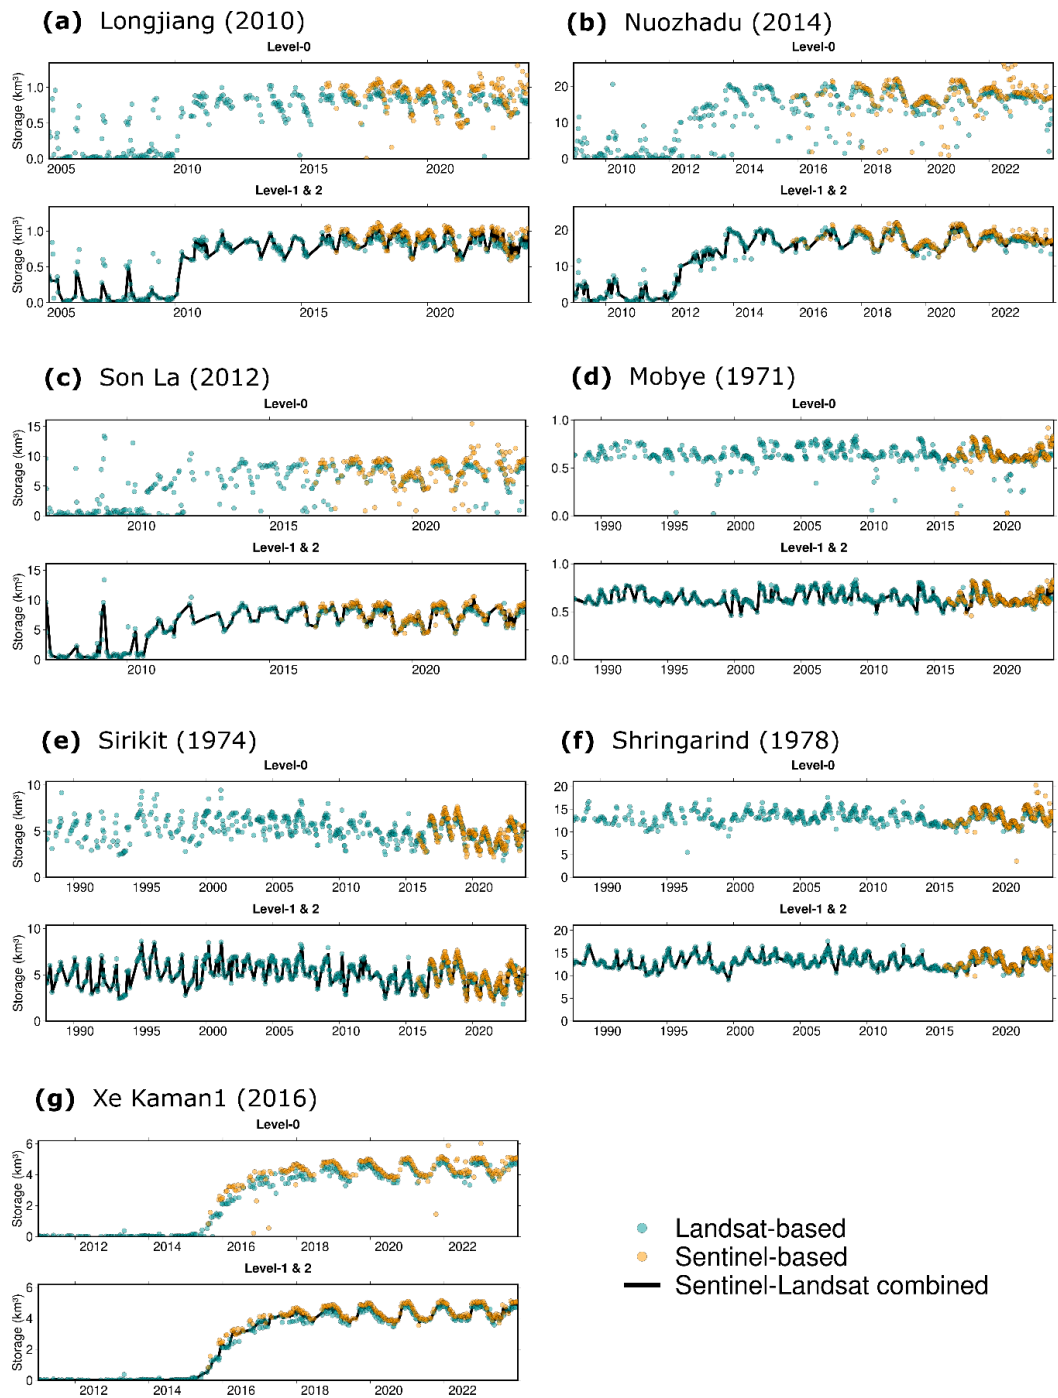 (a) Longjiang (2010)
Level-0
Storage (km³)
1.0
0.5
0.0
2005 2010 2015 2020
Level-1 & 2
Storage (km³)
1.0
0.5
0.0
2005 2010 2015 2020
(b) Nuozhadu (2014)
Level-0
20
10
0
2010 2012 2014 2016 2018 2020 2022
Level-1 & 2
20
10
0
2010 2012 2014 2016 2018 2020 2022
(c) Son La (2012)
Level-0
Storage (km³)
15
10
5
0
2010 2015 2020
Level-1 & 2
Storage (km³)
15
10
5
0
2010 2015 2020
(d) Mobye (1971)
Level-0
1.0
0.5
0.0
1990 1995 2000 2005 2010 2015 2020
Level-1 & 2
1.0
0.5
0.0
1990 1995 2000 2005 2010 2015 2020
(e) Sirikit (1974)
Level-0
Storage (km³)
10
5
0
1990 1995 2000 2005 2010 2015 2020
Level-1 & 2
Storage (km³)
10
5
0
1990 1995 2000 2005 2010 2015 2020
(f) Shringarind (1978)
Level-0
20
15
10
5
0
1990 1995 2000 2005 2010 2015 2020
Level-1 & 2
20
15
10
5
0
1990 1995 2000 2005 2010 2015 2020
(g) Xe Kaman1 (2016)
Level-0
Storage (km³)
6
4
2
0
2012 2014 2016 2018 2020 2022
Level-1 & 2
Storage (km³)
6
4
2
0
2012 2014 2016 2018 2020 2022
Landsat-based
Sentinel-based
Sentinel-Landsat combined